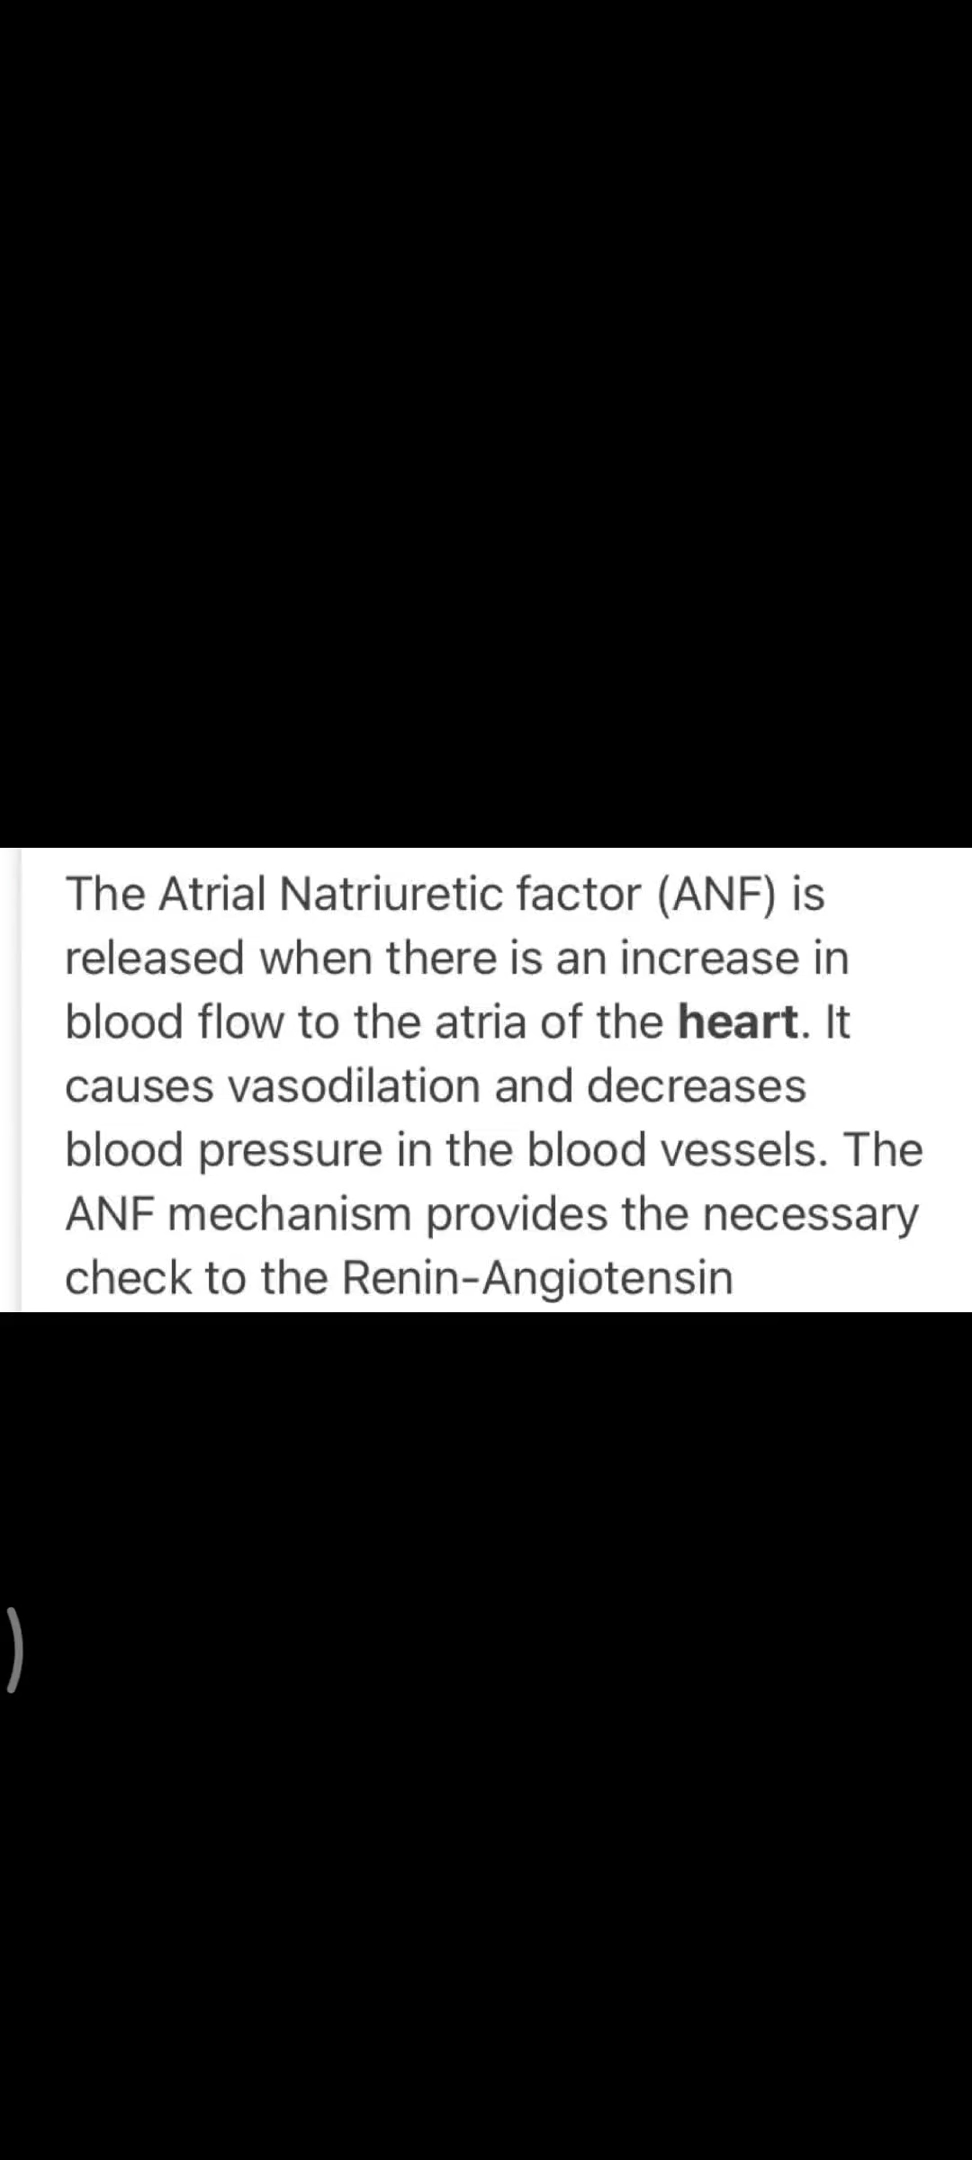 The Atrial Natriuretic factor (ANF) is
released when there is an increase in
blood flow to the atria of the heart. It
causes vasodilation and decreases
blood pressure in the blood vessels. The
ANF mechanism provides the necessary
check to the Renin-Angiotensin